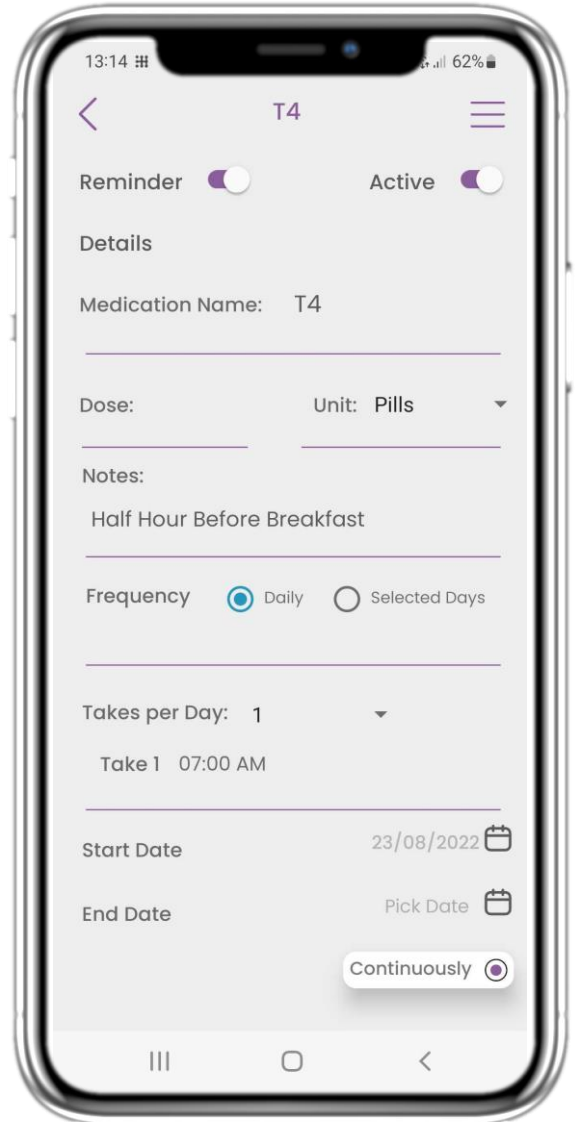 13:14 62%
T4
Reminder Active
Details
Medication Name: T4
Dose: Unit: Pills
Notes:
Half Hour Before Breakfast
Frequency Daily Selected Days
Takes per Day: 1
Take 1 07:00 AM
Start Date 23/08/2022
End Date Pick Date
Continuously